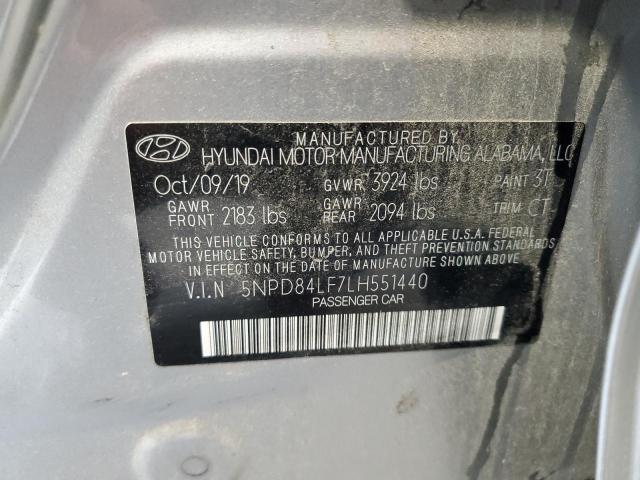 MANUFACTURED BY
HYUNDAI MOTOR MANUFACTURING ALABAMA, LLC
Oct/09/19 GVWR 3924 lbs PAINT 3T
GAWR FRONT 2183 lbs GAWR REAR 2094 lbs TRIM CT
THIS VEHICLE CONFORMS TO ALL APPLICABLE U.S.A. FEDERAL
MOTOR VEHICLE SAFETY, BUMPER, AND THEFT PREVENTION STANDARDS
IN EFFECT ON THE DATE OF MANUFACTURE SHOWN ABOVE
V.I.N 5NPD84LF7LH551440
PASSENGER CAR